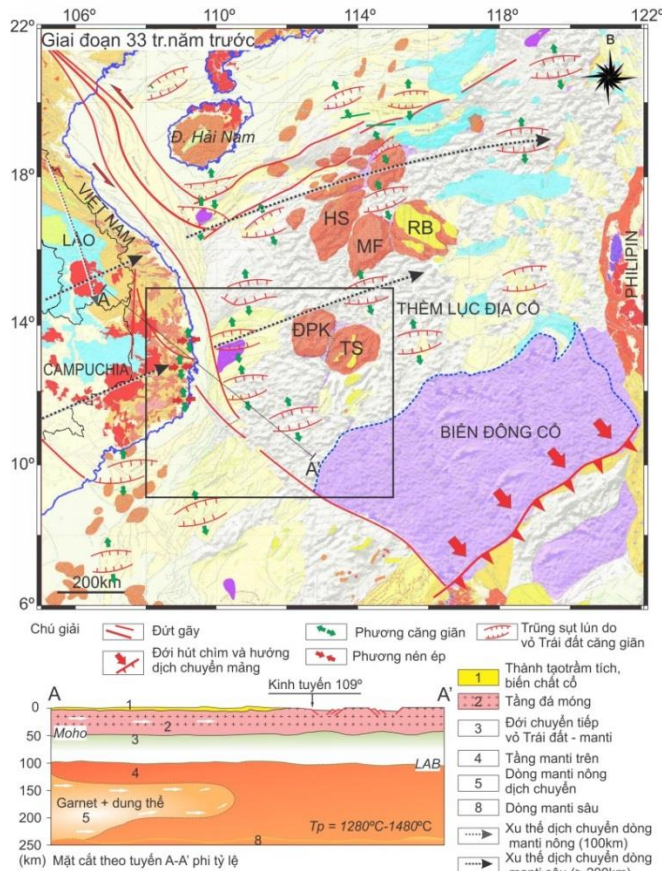 106º 110º 114º 118º 122º
22º
Giai đoạn 33 tr.năm trước
B
Đ. Hải Nam
18º
HS
RB
MF
VIỆT NAM
LAO
PHILIPIN
A
14º
THỀM LỤC ĐỊA CỔ
ĐPK
TS
CAMPUCHIA
BIỂN ĐÔNG CỔ
10º
A'
200km
6º
Chú giải
Đứt gãy
Phương căng giãn
Trũng sụt lún do
vỏ Trái đất căng giãn
Đới hút chìm và hướng
dịch chuyển mảng
Phương nén ép
1 Thành tạotrầm tích,
biến chất cổ
2 Tầng đá móng
3 Đới chuyển tiếp
vỏ Trái đất - manti
4 Tầng manti trên
5 Dòng manti nông
dịch chuyển
8 Dòng manti sâu
Xu thế dịch chuyển dòng
manti nông (100km)
Xu thế dịch chuyển dòng
A Kinh tuyến 109º A'
0
1
Moho
2
50
3
100
LAB
4
150
Garnet + dung thể
200
5
Tp = 1280ºC-1480ºC
8
250
(km) Mặt cắt theo tuyến A-A' phi tỷ lệ